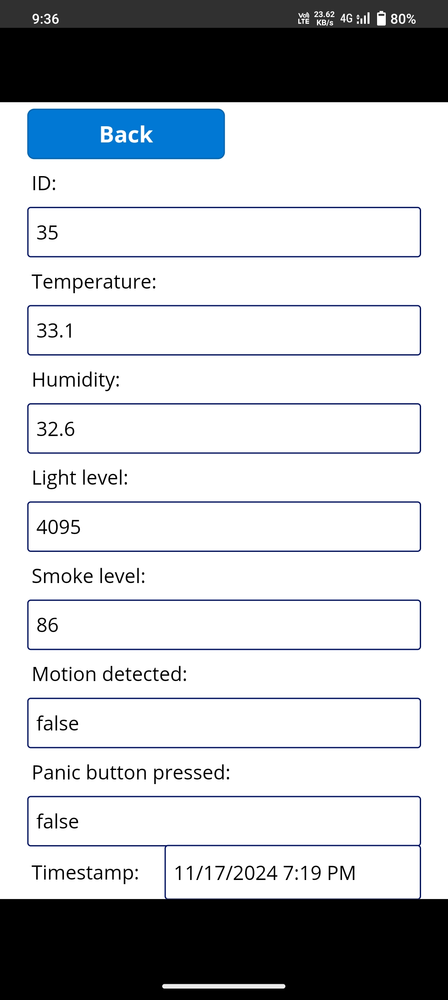 9:36 Vo LTE 23.62 KB/s 4G 80%
Back
ID:
35
Temperature:
33.1
Humidity:
32.6
Light level:
4095
Smoke level:
86
Motion detected:
false
Panic button pressed:
false
Timestamp: 11/17/2024 7:19 PM